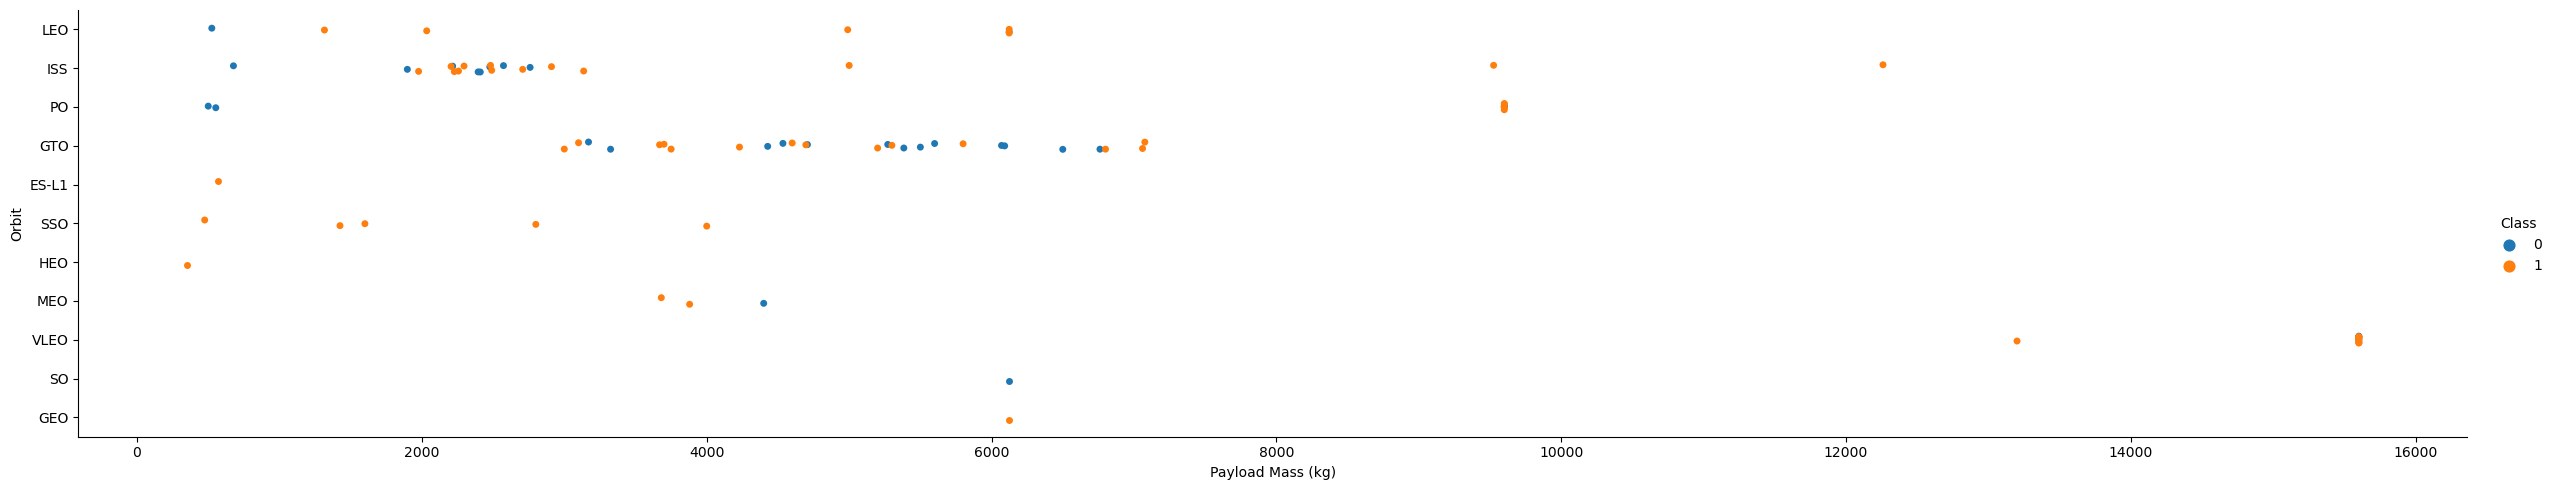 LEO
ISS
PO
GTO
ES-L1
SSO
HEO
MEO
VLEO
SO
GEO
Orbit
0 2000 4000 6000 8000 10000 12000 14000 16000
Payload Mass (kg)
Class
0
1